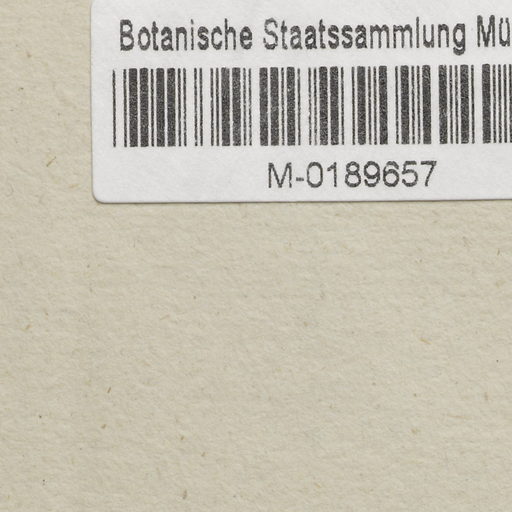 Botanische Staatssammlung Mü
M-0189657